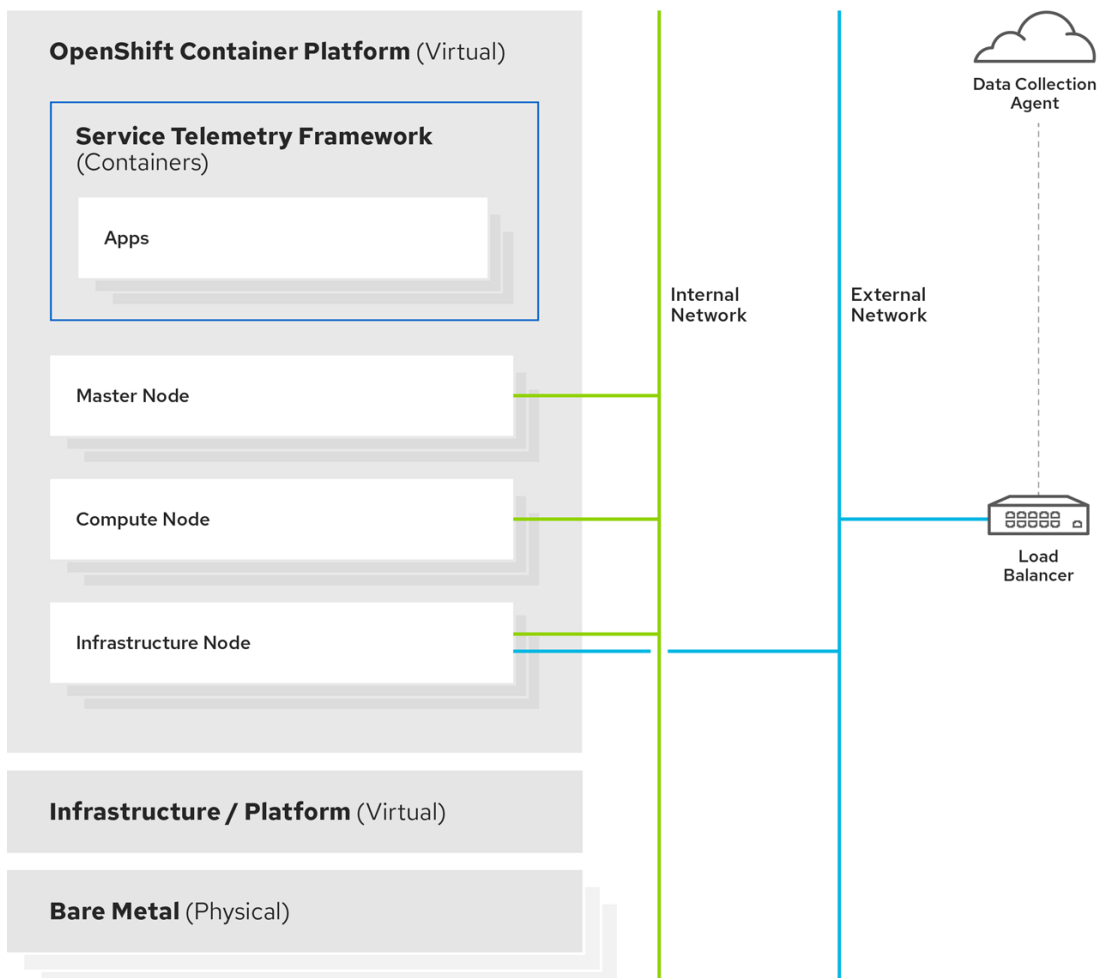 OpenShift Container Platform (Virtual)
Service Telemetry Framework
(Containers)
Apps
Master Node
Compute Node
Infrastructure Node
Infrastructure / Platform (Virtual)
Bare Metal (Physical)
Internal
Network
External
Network
Data Collection
Agent
Load
Balancer